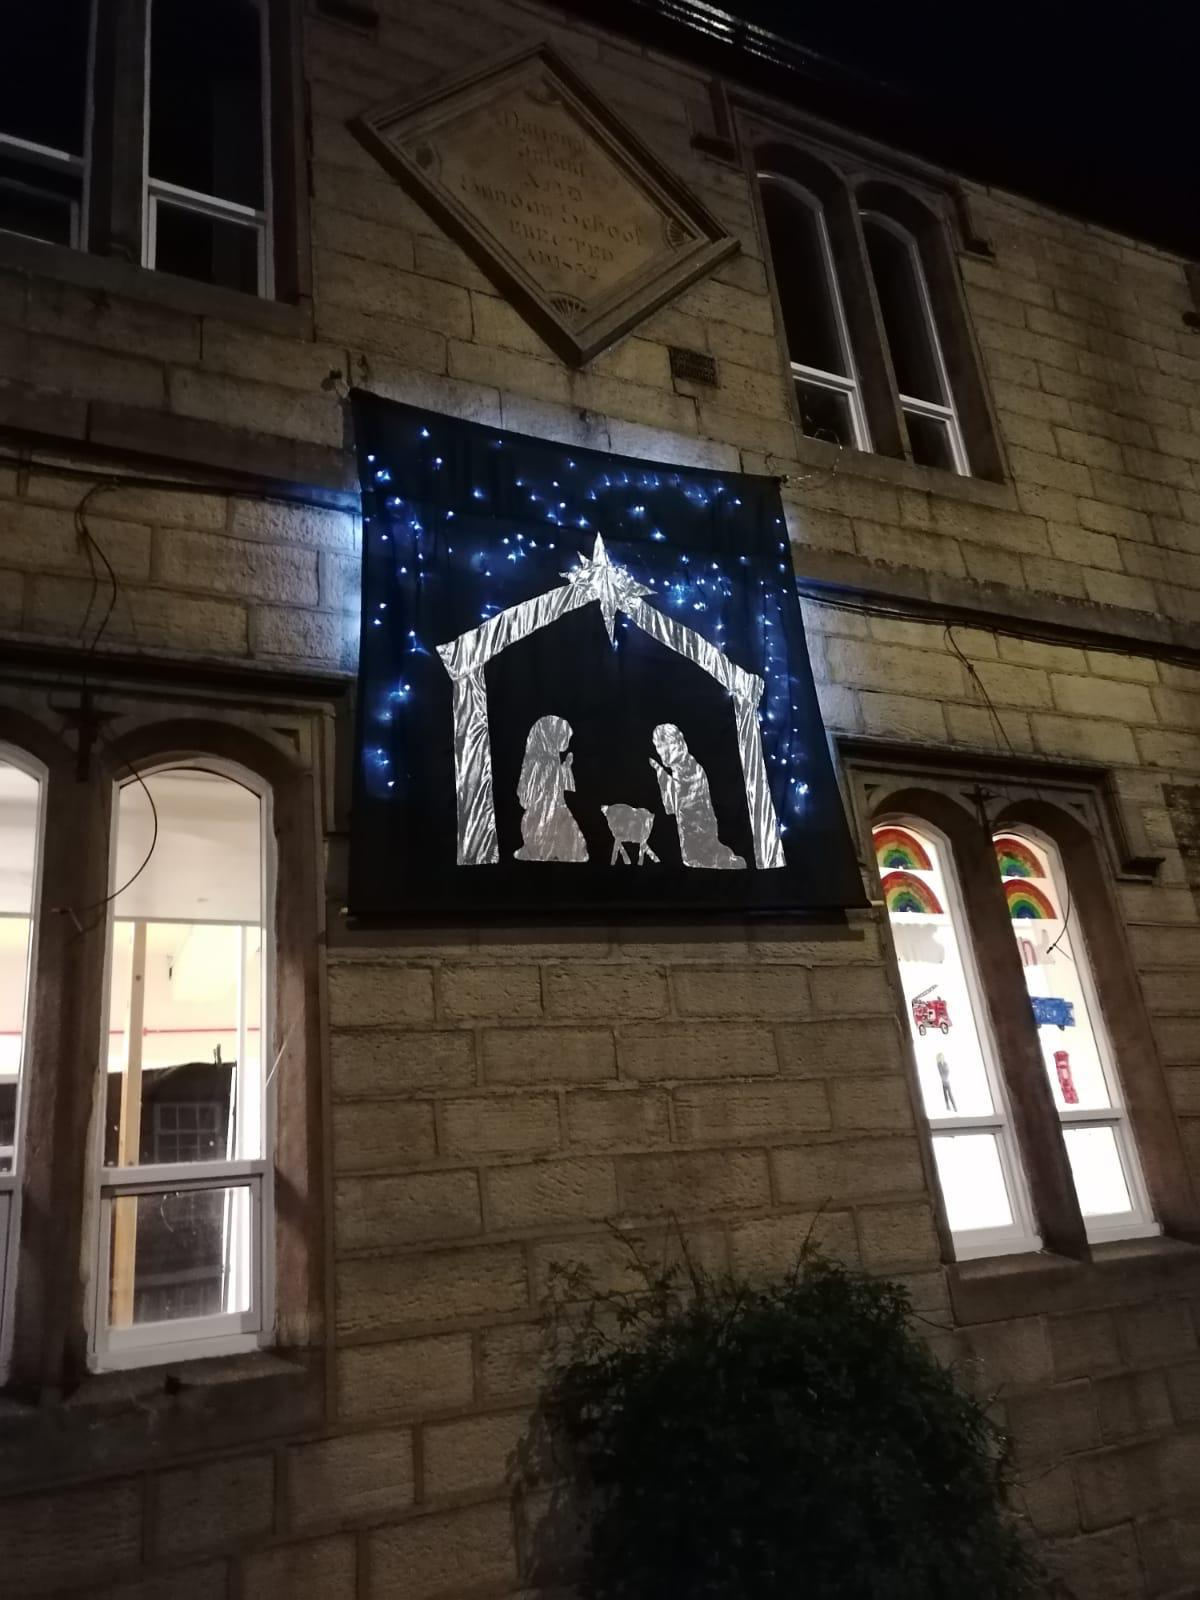 National
Infant
AND
Sunday School
ERECTED